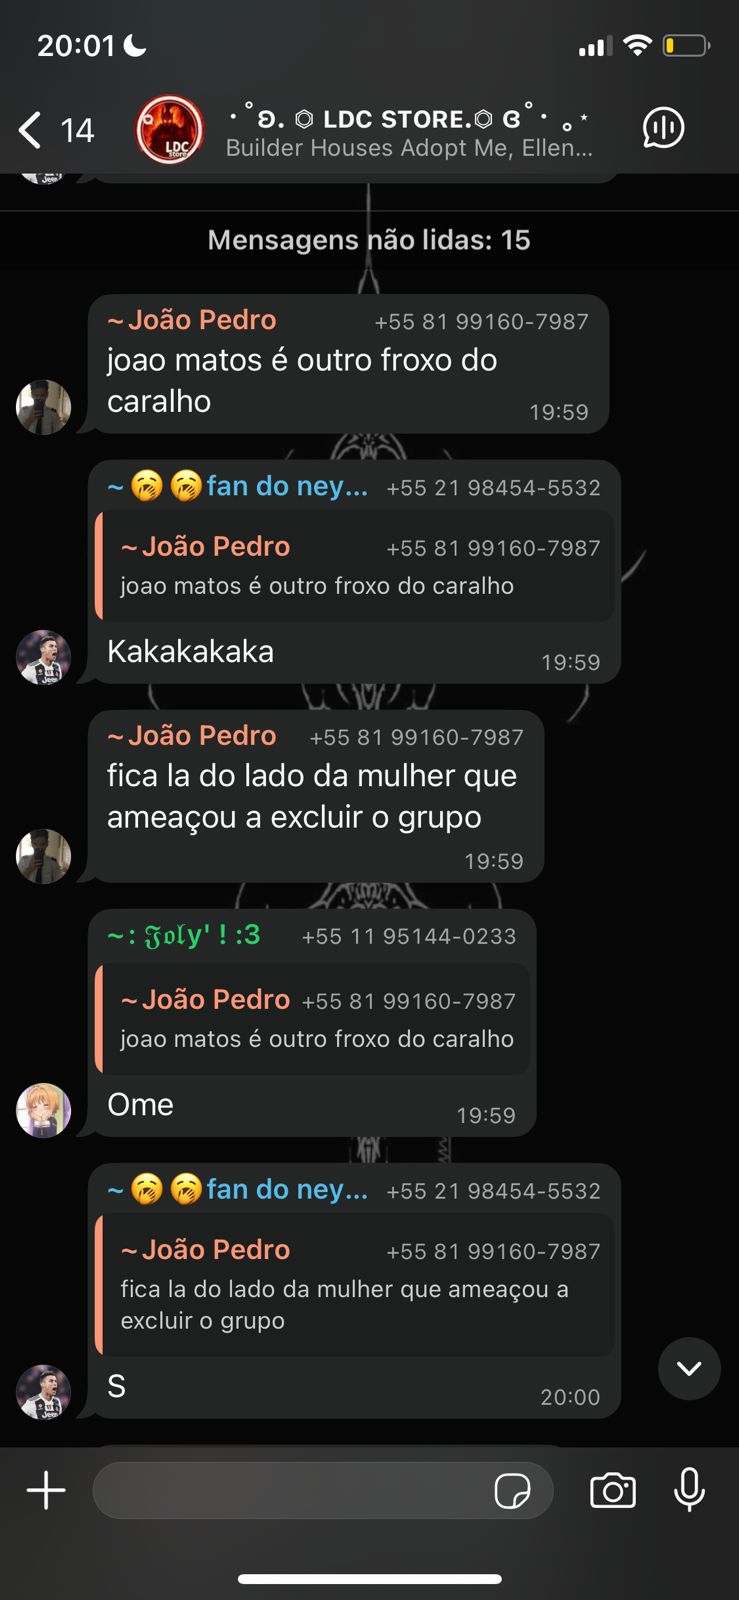 20:01
14
LDC STORE.
Builder Houses Adopt Me, Ellen...
LDC
Store
Mensagens não lidas: 15
~João Pedro +55 81 99160-7987
joao matos é outro froxo do
caralho
19:59
~ 🥱🥱fan do ney... +55 21 98454-5532
~João Pedro +55 81 99160-7987
joao matos é outro froxo do caralho
Kakakakaka
19:59
~João Pedro +55 81 99160-7987
fica la do lado da mulher que
ameaçou a excluir o grupo
19:59
~: 𝕱𝖔𝖑𝖞' ! :3 +55 11 95144-0233
~João Pedro +55 81 99160-7987
joao matos é outro froxo do caralho
Ome
19:59
~ 🥱🥱fan do ney... +55 21 98454-5532
~João Pedro +55 81 99160-7987
fica la do lado da mulher que ameaçou a
excluir o grupo
S
20:00